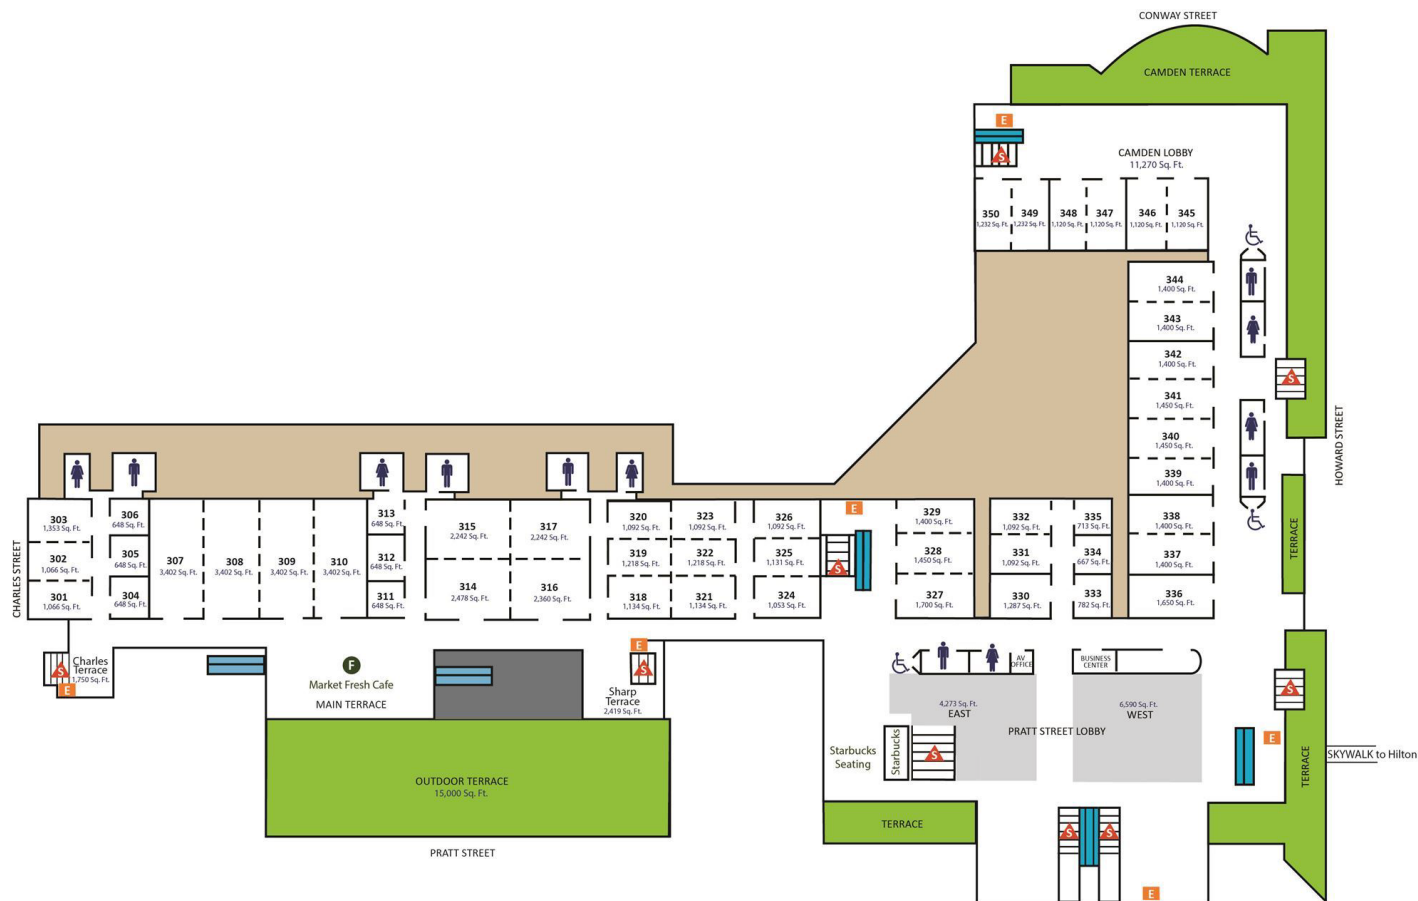 CONWAY STREET
CAMDEN TERRACE
E
S
CAMDEN LOBBY
11,270 Sq. Ft.
350
1,232 Sq. Ft.
349
1,232 Sq. Ft.
348
1,120 Sq. Ft.
347
1,120 Sq. Ft.
346
1,120 Sq. Ft.
345
1,120 Sq. Ft.
344
1,400 Sq. Ft.
343
1,400 Sq. Ft.
342
1,400 Sq. Ft.
341
1,450 Sq. Ft.
340
1,450 Sq. Ft.
339
1,400 Sq. Ft.
338
1,400 Sq. Ft.
337
1,400 Sq. Ft.
336
1,650 Sq. Ft.
S
HOWARD STREET
TERRACE
CHARLES STREET
303
1,353 Sq. Ft.
302
1,066 Sq. Ft.
301
1,066 Sq. Ft.
306
648 Sq. Ft.
305
648 Sq. Ft.
304
648 Sq. Ft.
307
3,402 Sq. Ft.
308
3,402 Sq. Ft.
309
3,402 Sq. Ft.
310
3,402 Sq. Ft.
313
648 Sq. Ft.
312
648 Sq. Ft.
311
648 Sq. Ft.
315
2,242 Sq. Ft.
314
2,478 Sq. Ft.
317
2,242 Sq. Ft.
316
2,360 Sq. Ft.
320
1,092 Sq. Ft.
319
1,218 Sq. Ft.
318
1,134 Sq. Ft.
323
1,092 Sq. Ft.
322
1,218 Sq. Ft.
321
1,134 Sq. Ft.
326
1,092 Sq. Ft.
325
1,131 Sq. Ft.
324
1,053 Sq. Ft.
E
S
329
1,400 Sq. Ft.
328
1,450 Sq. Ft.
327
1,700 Sq. Ft.
332
1,092 Sq. Ft.
331
1,092 Sq. Ft.
330
1,287 Sq. Ft.
335
713 Sq. Ft.
334
667 Sq. Ft.
333
782 Sq. Ft.
S
E
Charles
Terrace
1,750 Sq. Ft.
F
Market Fresh Cafe
MAIN TERRACE
E
S
Sharp
Terrace
2,419 Sq. Ft.
OUTDOOR TERRACE
15,000 Sq. Ft.
PRATT STREET
AV
OFFICE
BUSINESS
CENTER
4,273 Sq. Ft.
EAST
6,590 Sq. Ft.
WEST
PRATT STREET LOBBY
Starbucks
Seating
Starbucks
S
S
E
TERRACE
SKYWALK to Hilton
TERRACE
S
S
E